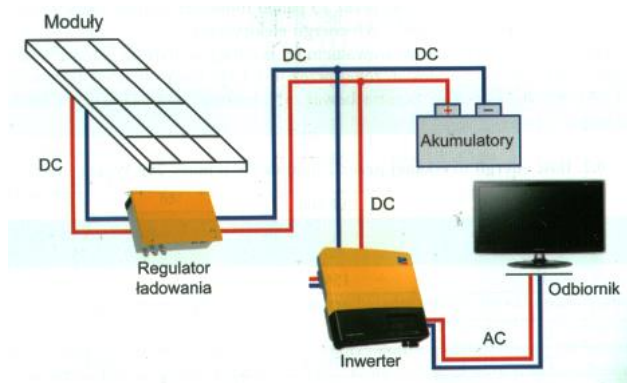 Moduły
DC
DC
+
−
Akumulatory
DC
DC
Regulator
ładowania
Odbiornik
AC
Inwerter